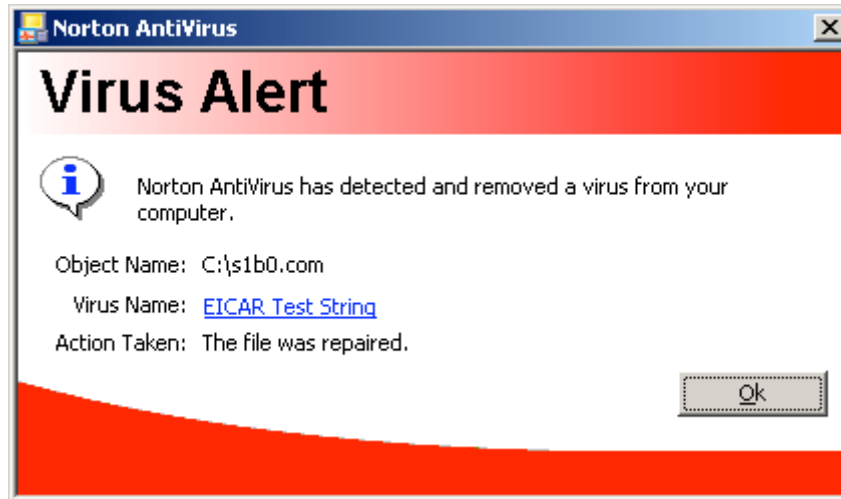 Norton AntiVirus
Virus Alert
Norton AntiVirus has detected and removed a virus from your
computer.
Object Name: C:\s1b0.com
Virus Name: EICAR Test String
Action Taken: The file was repaired.
Ok